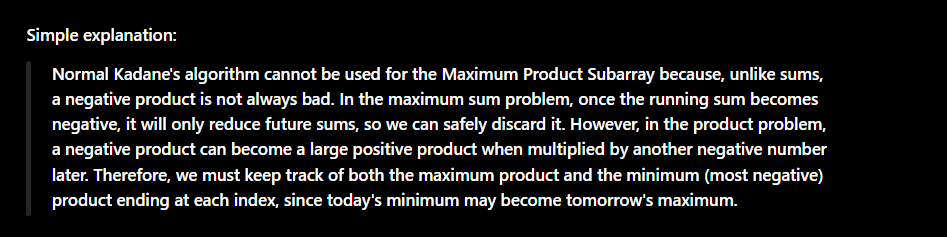 Simple explanation:
Normal Kadane's algorithm cannot be used for the Maximum Product Subarray because, unlike sums,
a negative product is not always bad. In the maximum sum problem, once the running sum becomes
negative, it will only reduce future sums, so we can safely discard it. However, in the product problem,
a negative product can become a large positive product when multiplied by another negative number
later. Therefore, we must keep track of both the maximum product and the minimum (most negative)
product ending at each index, since today's minimum may become tomorrow's maximum.